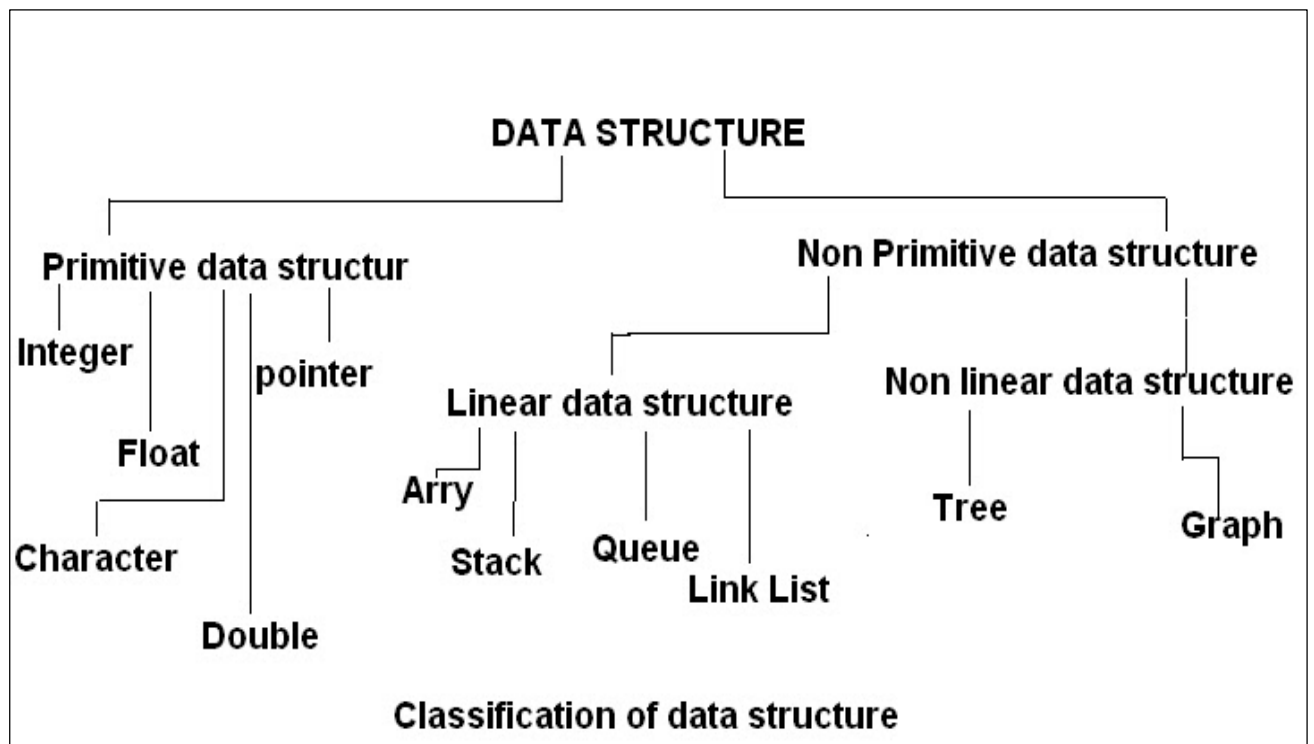 DATA STRUCTURE
Primitive data structur
Non Primitive data structure
Integer
pointer
Float
Character
Double
Linear data structure
Non linear data structure
Arry
Stack
Queue
Link List
Tree
Graph
Classification of data structure